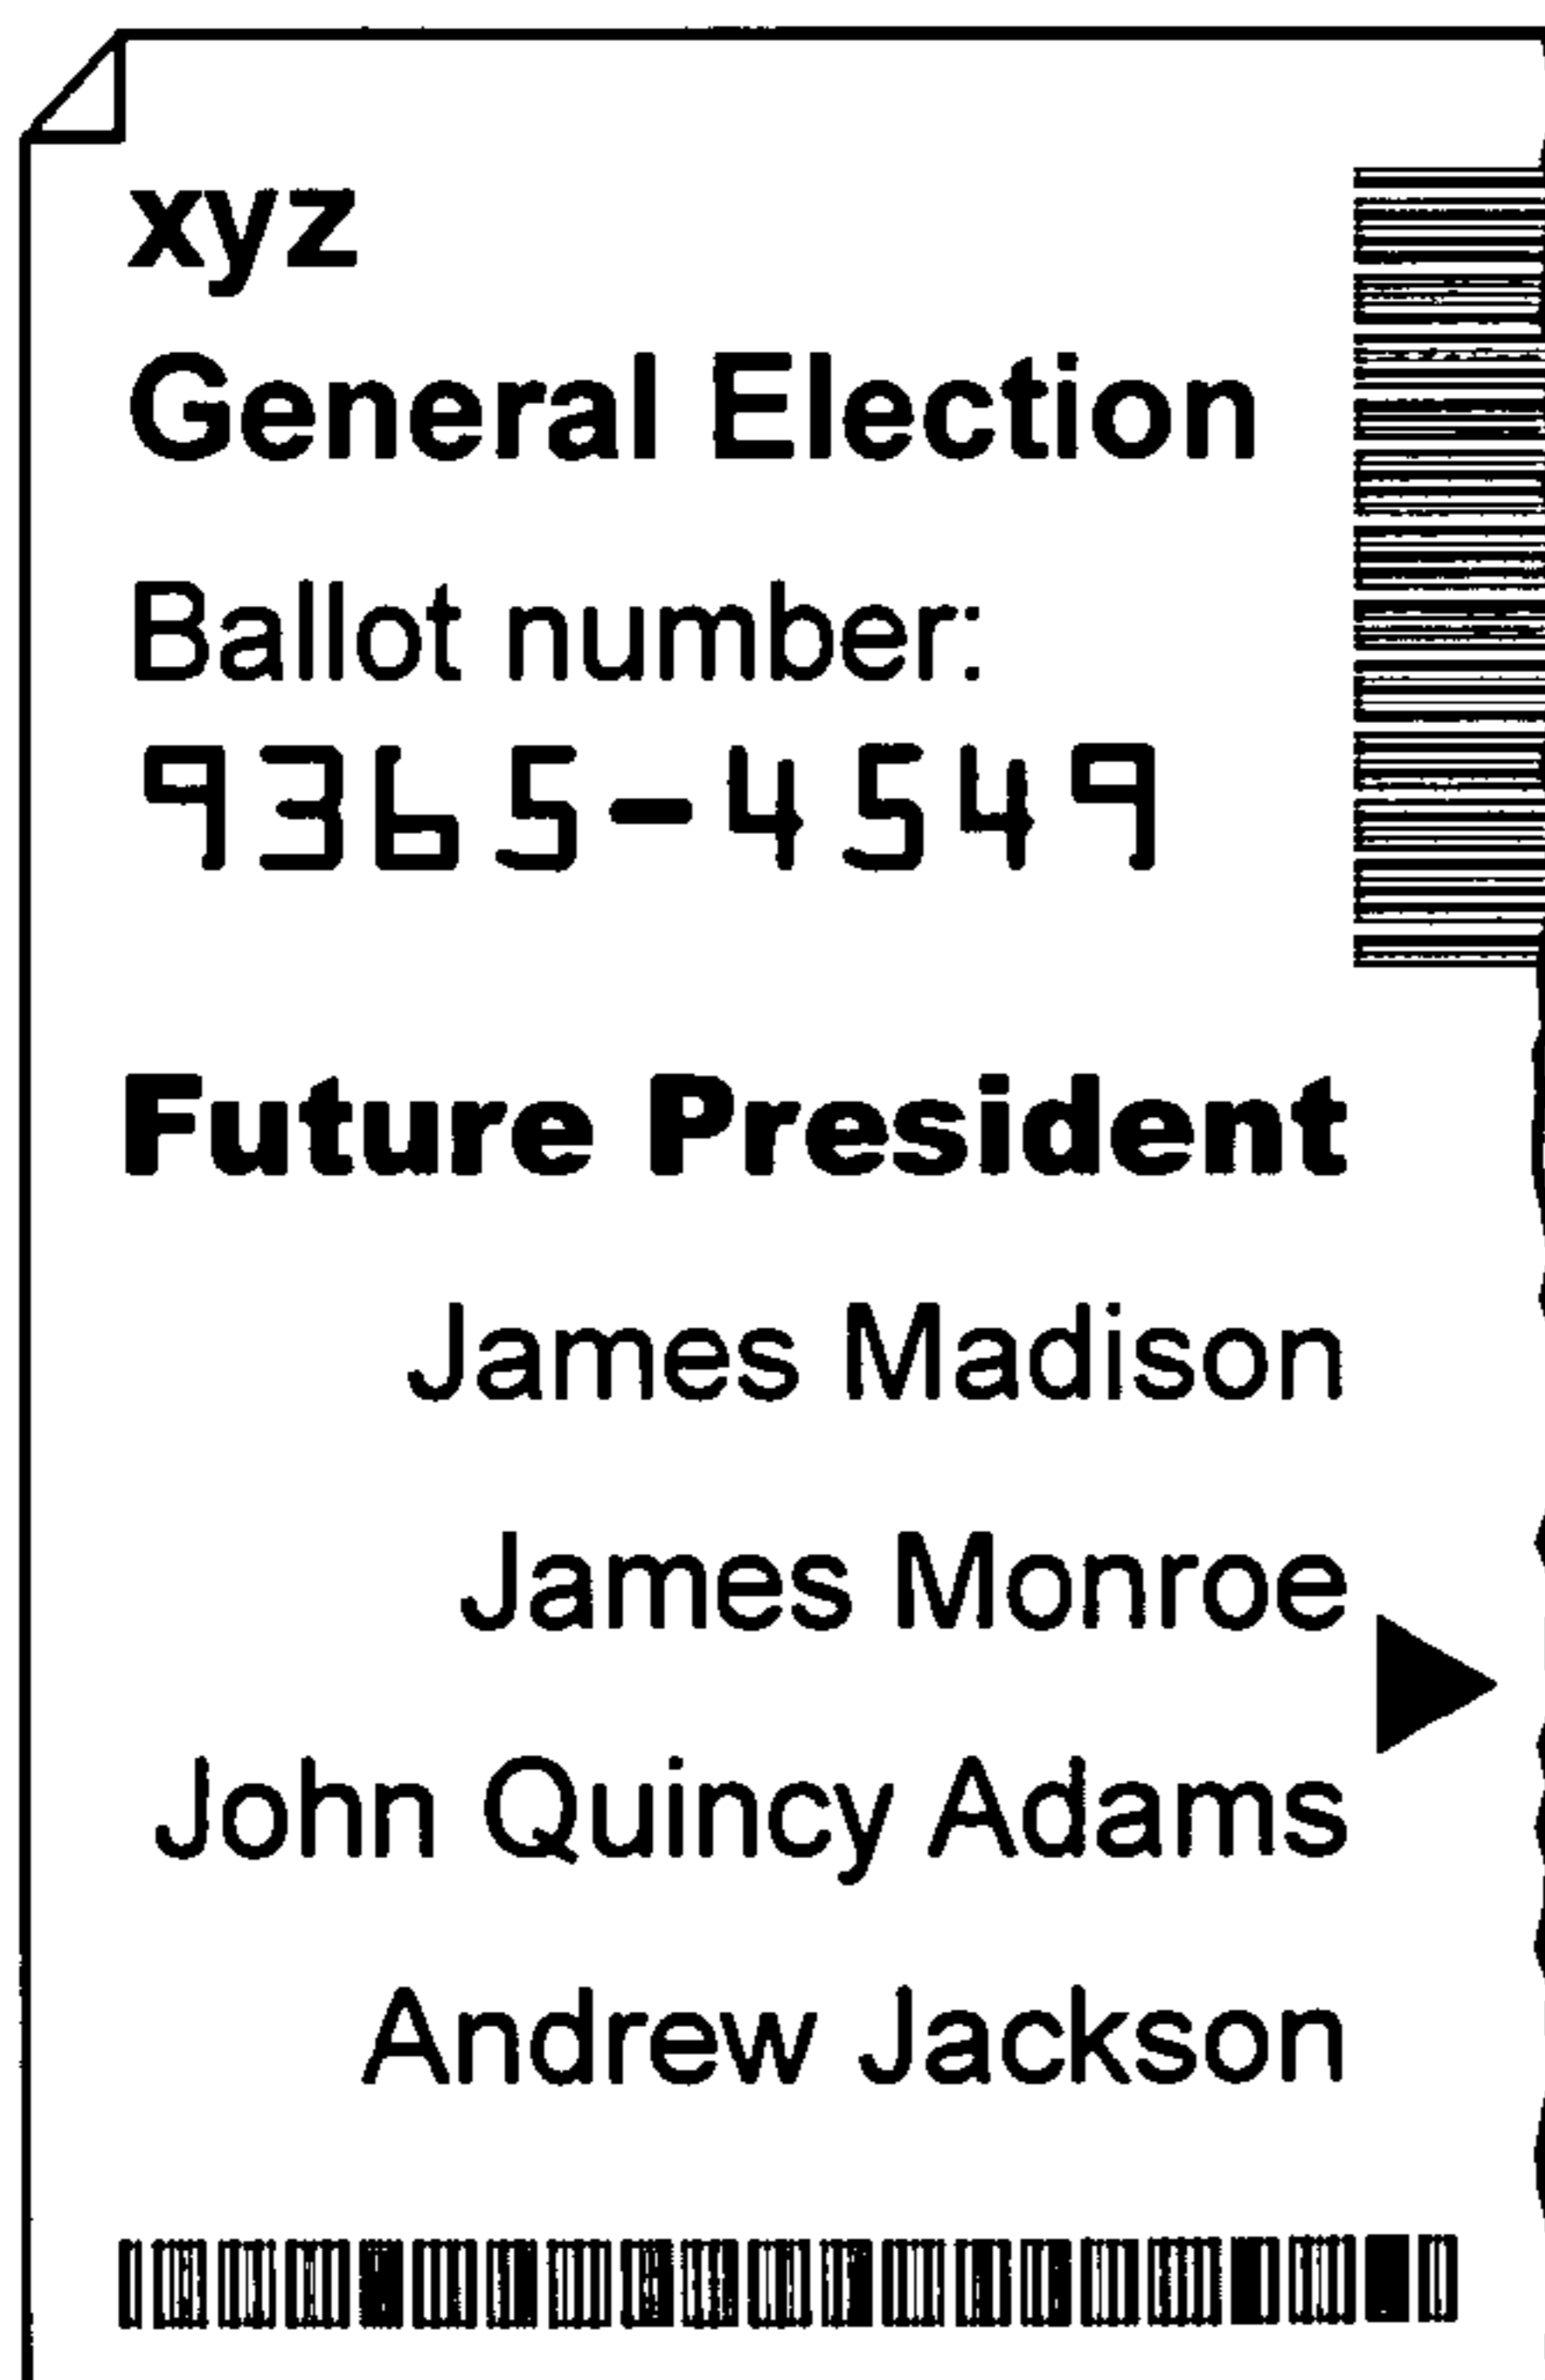 xyz
General Election
Ballot number:
9365-4549
Future President
James Madison
James Monroe
John Quincy Adams
Andrew Jackson